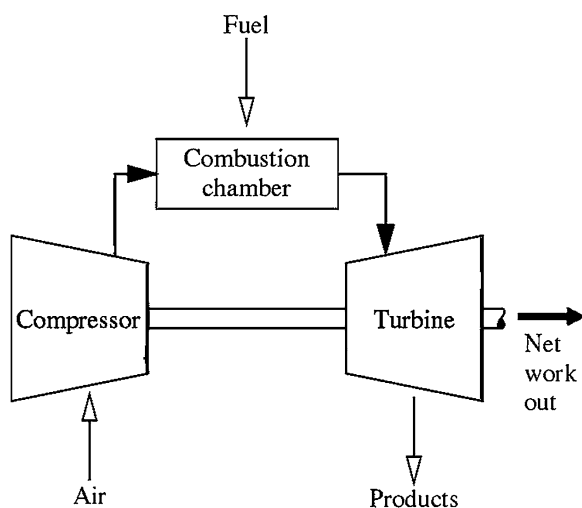 Fuel
Combustion
chamber
Compressor
Turbine
Net
work
out
Air
Products